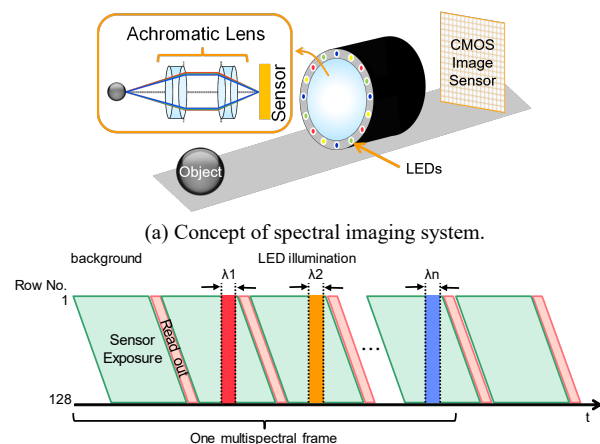 Achromatic Lens
Sensor
CMOS
Image
Sensor
Object
LEDs
(a) Concept of spectral imaging system.
background
LED illumination
Row No.
λ1
λ2
λn
1
Sensor
Exposure
Read out
...
128
t
One multispectral frame